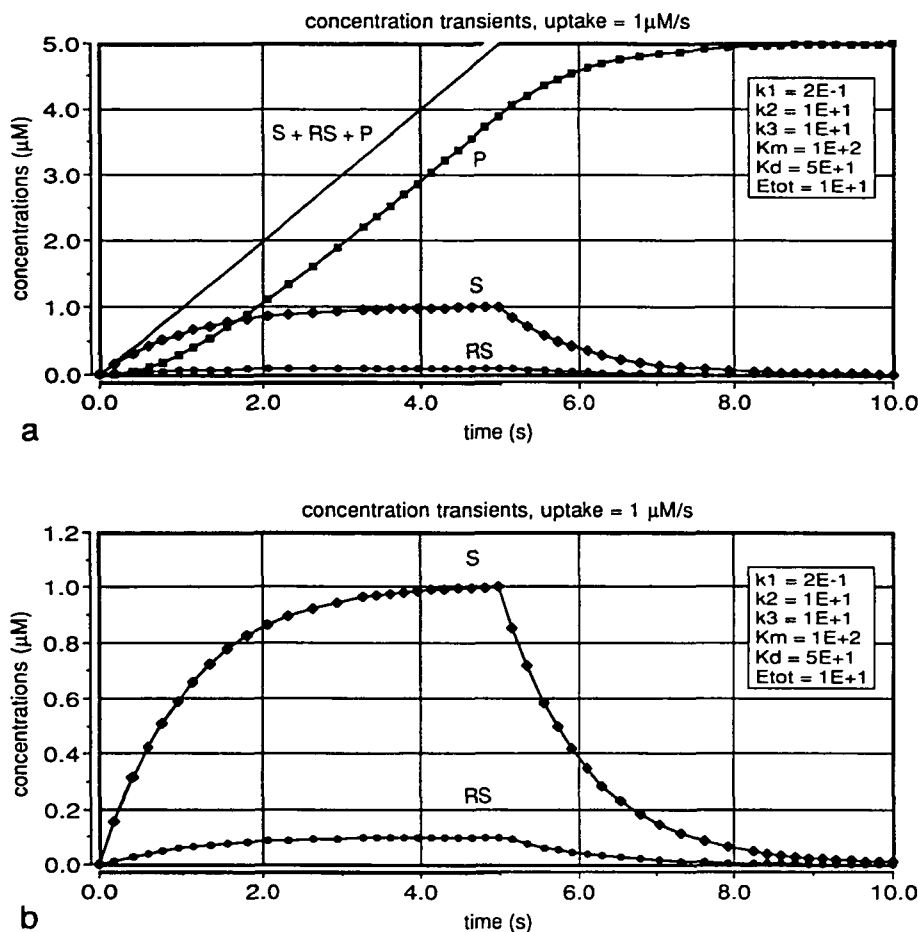 concentration transients, uptake = 1μM/s
5.0
4.0
3.0
2.0
1.0
0.0
concentrations (μM)
S + RS + P
P
S
RS
k1 = 2E-1
k2 = 1E+1
k3 = 1E+1
Km = 1E+2
Kd = 5E+1
Etot = 1E+1
0.0 2.0 4.0 6.0 8.0 10.0
time (s)
a
concentration transients, uptake = 1 μM/s
1.2
1.0
0.8
0.6
0.4
0.2
0.0
concentrations (μM)
S
RS
k1 = 2E-1
k2 = 1E+1
k3 = 1E+1
Km = 1E+2
Kd = 5E+1
Etot = 1E+1
0.0 2.0 4.0 6.0 8.0 10.0
time (s)
b